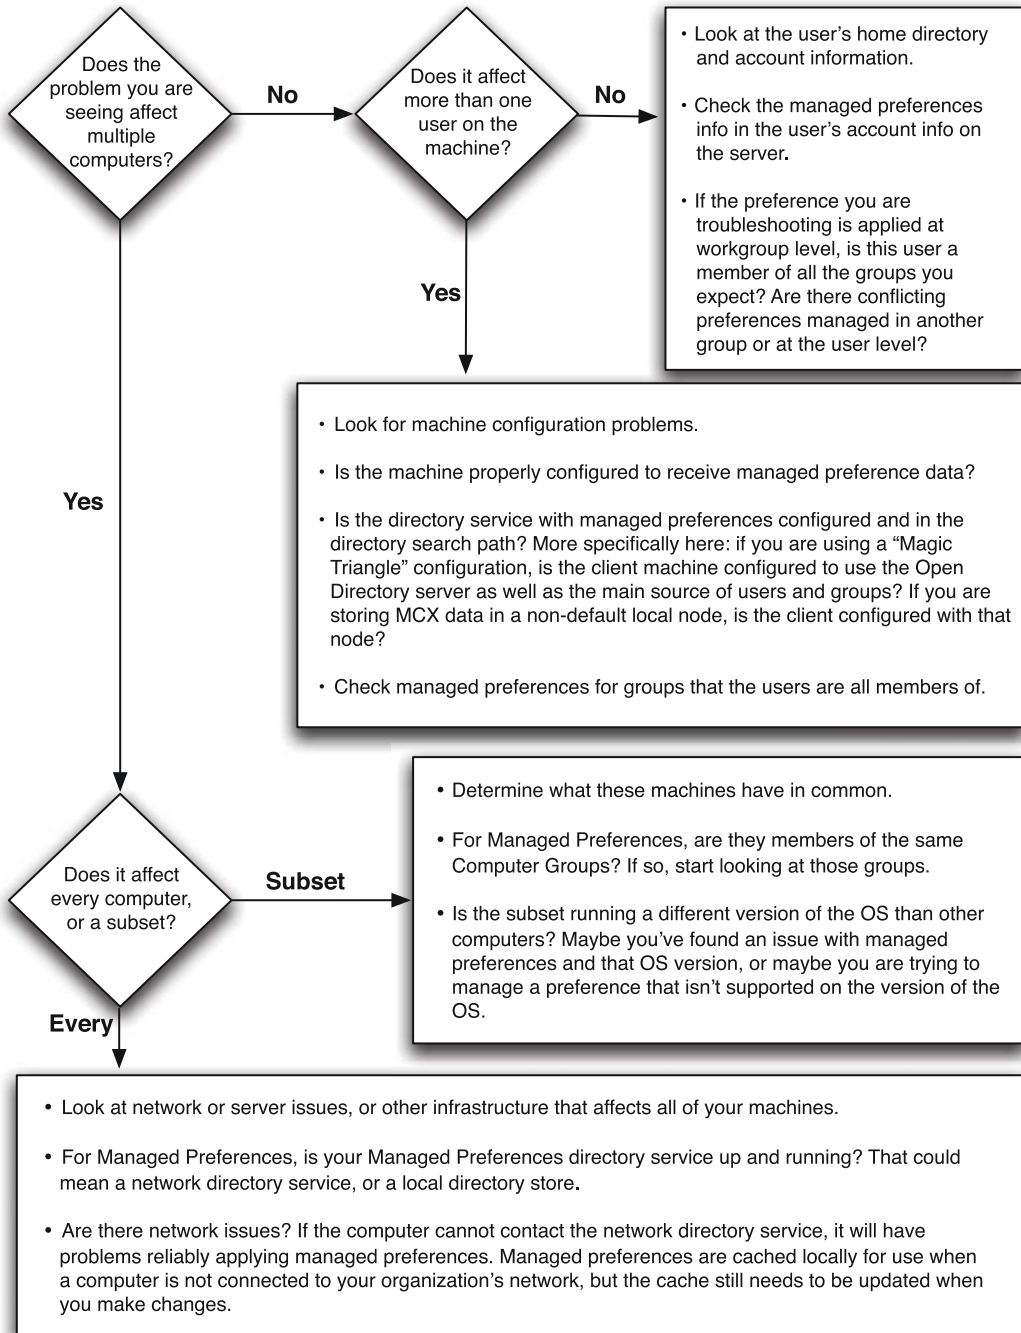 Does the
problem you are
seeing affect
multiple
computers?
No
Does it affect
more than one
user on the
machine?
No
• Look at the user's home directory
and account information.
• Check the managed preferences
info in the user's account info on
the server.
• If the preference you are
troubleshooting is applied at
workgroup level, is this user a
member of all the groups you
expect? Are there conflicting
preferences managed in another
group or at the user level?
Yes
• Look for machine configuration problems.
• Is the machine properly configured to receive managed preference data?
• Is the directory service with managed preferences configured and in the
directory search path? More specifically here: if you are using a “Magic
Triangle” configuration, is the client machine configured to use the Open
Directory server as well as the main source of users and groups? If you are
storing MCX data in a non-default local node, is the client configured with that
node?
• Check managed preferences for groups that the users are all members of.
Yes
Does it affect
every computer,
or a subset?
Subset
• Determine what these machines have in common.
• For Managed Preferences, are they members of the same
Computer Groups? If so, start looking at those groups.
• Is the subset running a different version of the OS than other
computers? Maybe you've found an issue with managed
preferences and that OS version, or maybe you are trying to
manage a preference that isn't supported on the version of the
OS.
Every
• Look at network or server issues, or other infrastructure that affects all of your machines.
• For Managed Preferences, is your Managed Preferences directory service up and running? That could
mean a network directory service, or a local directory store.
• Are there network issues? If the computer cannot contact the network directory service, it will have
problems reliably applying managed preferences. Managed preferences are cached locally for use when
a computer is not connected to your organization's network, but the cache still needs to be updated when
you make changes.